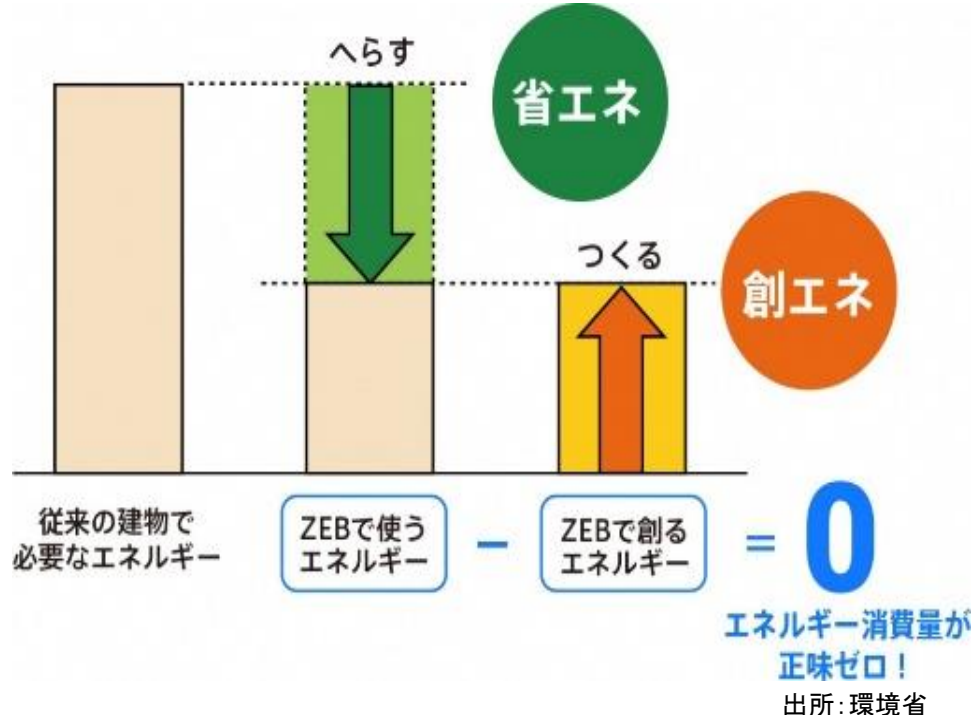 へらす
省エネ
つくる
創エネ
従来の建物で
必要なエネルギー
ZEBで使う
エネルギー
－
ZEBで創る
エネルギー
＝
0
エネルギー消費量が
正味ゼロ！
出所：環境省